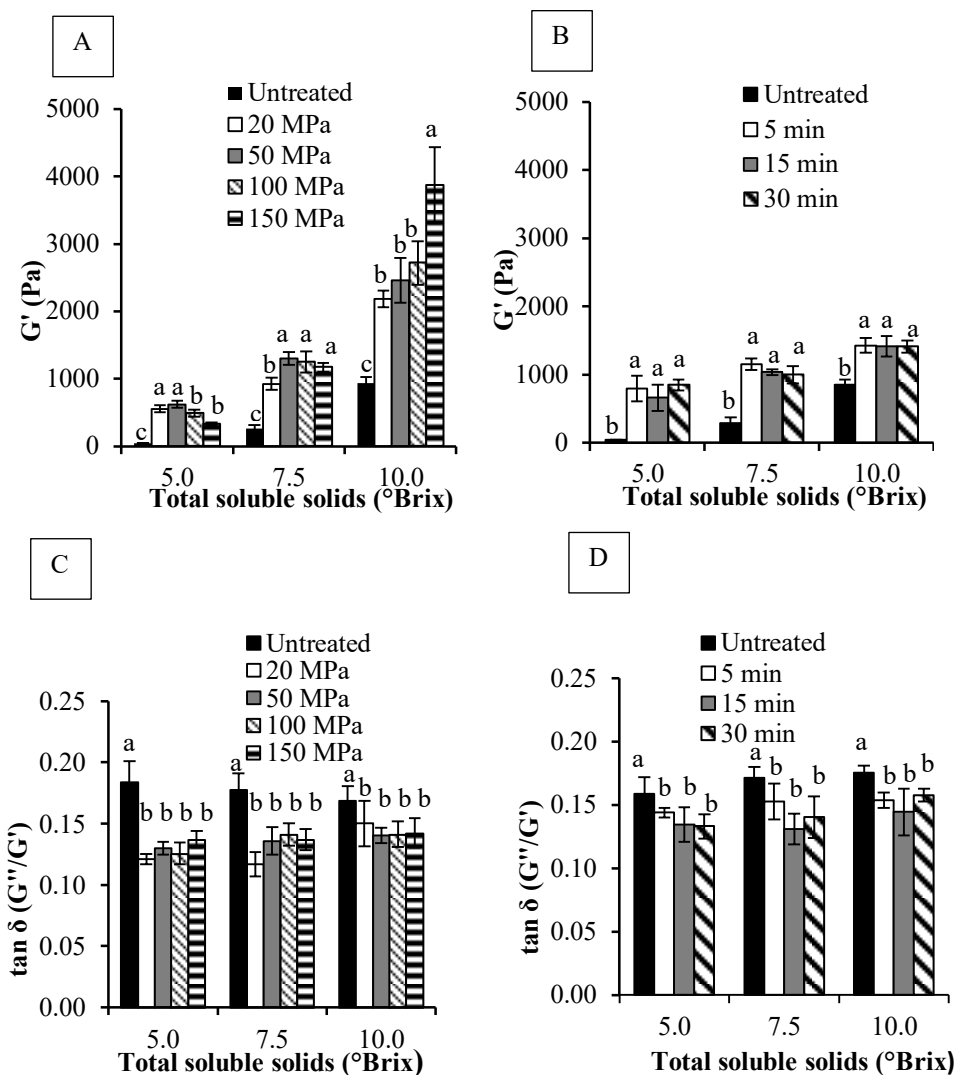 A
Untreated
20 MPa
50 MPa
100 MPa
150 MPa
5000
4000
3000
2000
1000
0
G' (Pa)
c a a b b
c b a a a
c b b b a
5.0 7.5 10.0
Total soluble solids (°Brix)
B
Untreated
5 min
15 min
30 min
5000
4000
3000
2000
1000
0
G' (Pa)
b a a a
b a a a
b a a a
5.0 7.5 10.0
Total soluble solids (°Brix)
C
Untreated
20 MPa
50 MPa
100 MPa
150 MPa
0.25
0.20
0.15
0.10
0.05
0.00
tan δ (G''/G')
a b b b b
a b b b b
a b b b b
5.0 7.5 10.0
Total soluble solids (°Brix)
D
Untreated
5 min
15 min
30 min
0.25
0.20
0.15
0.10
0.05
0.00
tan δ (G''/G')
a b b b
a b b b
a b b b
5.0 7.5 10.0
Total soluble solids (°Brix)